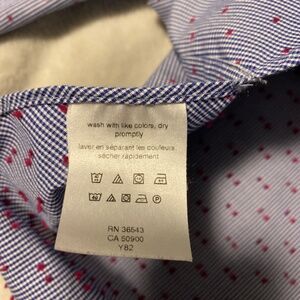 wash with like colors, dry
promptly
laver en séparant les couleurs,
sécher rapidement
RN 36543
CA 50900
Y82